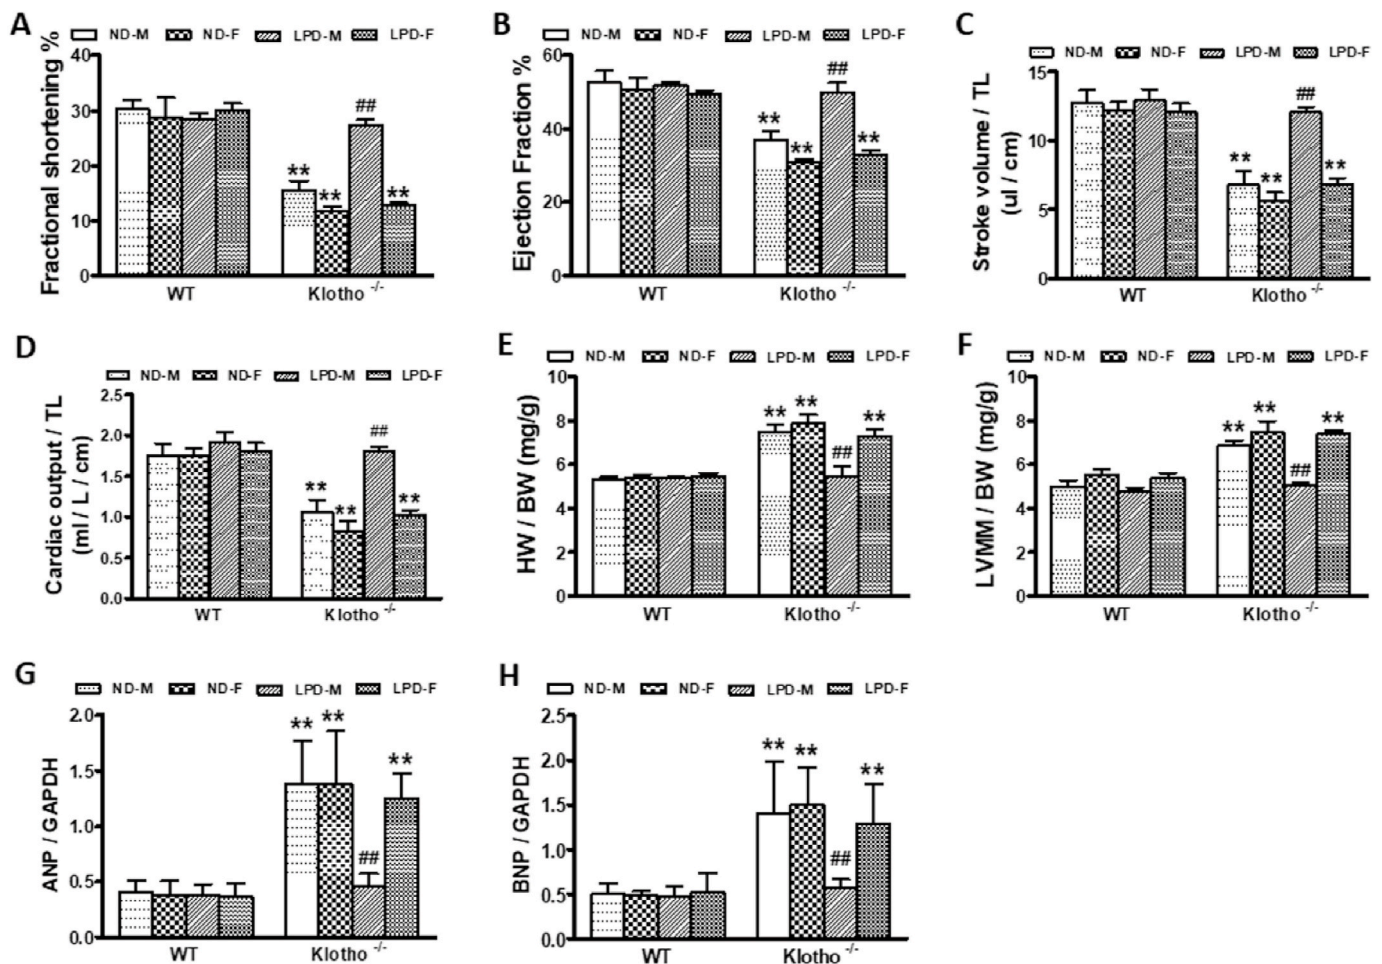 A
ND-M ND-F LPD-M LPD-F
Fractional shortening %
40
30
20
10
0
** ** ## **
WT Klotho -/-
B
ND-M ND-F LPD-M LPD-F
Ejection Fraction %
60
40
20
0
** ** ## **
WT Klotho -/-
C
ND-M ND-F LPD-M LPD-F
Stroke volume / TL
(ul / cm)
15
10
5
0
** ** ## **
WT Klotho -/-
D
ND-M ND-F LPD-M LPD-F
Cardiac output / TL
(ml / L / cm)
2.5
2.0
1.5
1.0
0.5
0.0
** ** ## **
WT Klotho -/-
E
ND-M ND-F LPD-M LPD-F
HW / BW (mg/g)
10
8
6
4
2
0
** ** ## **
WT Klotho -/-
F
ND-M ND-F LPD-M LPD-F
LVMM / BW (mg/g)
10
8
6
4
2
0
** ** ## **
WT Klotho -/-
G
ND-M ND-F LPD-M LPD-F
ANP / GAPDH
2.0
1.5
1.0
0.5
0.0
** ** ## **
WT Klotho -/-
H
ND-M ND-F LPD-M LPD-F
BNP / GAPDH
2.5
2.0
1.5
1.0
0.5
0.0
** ** ## **
WT Klotho -/-